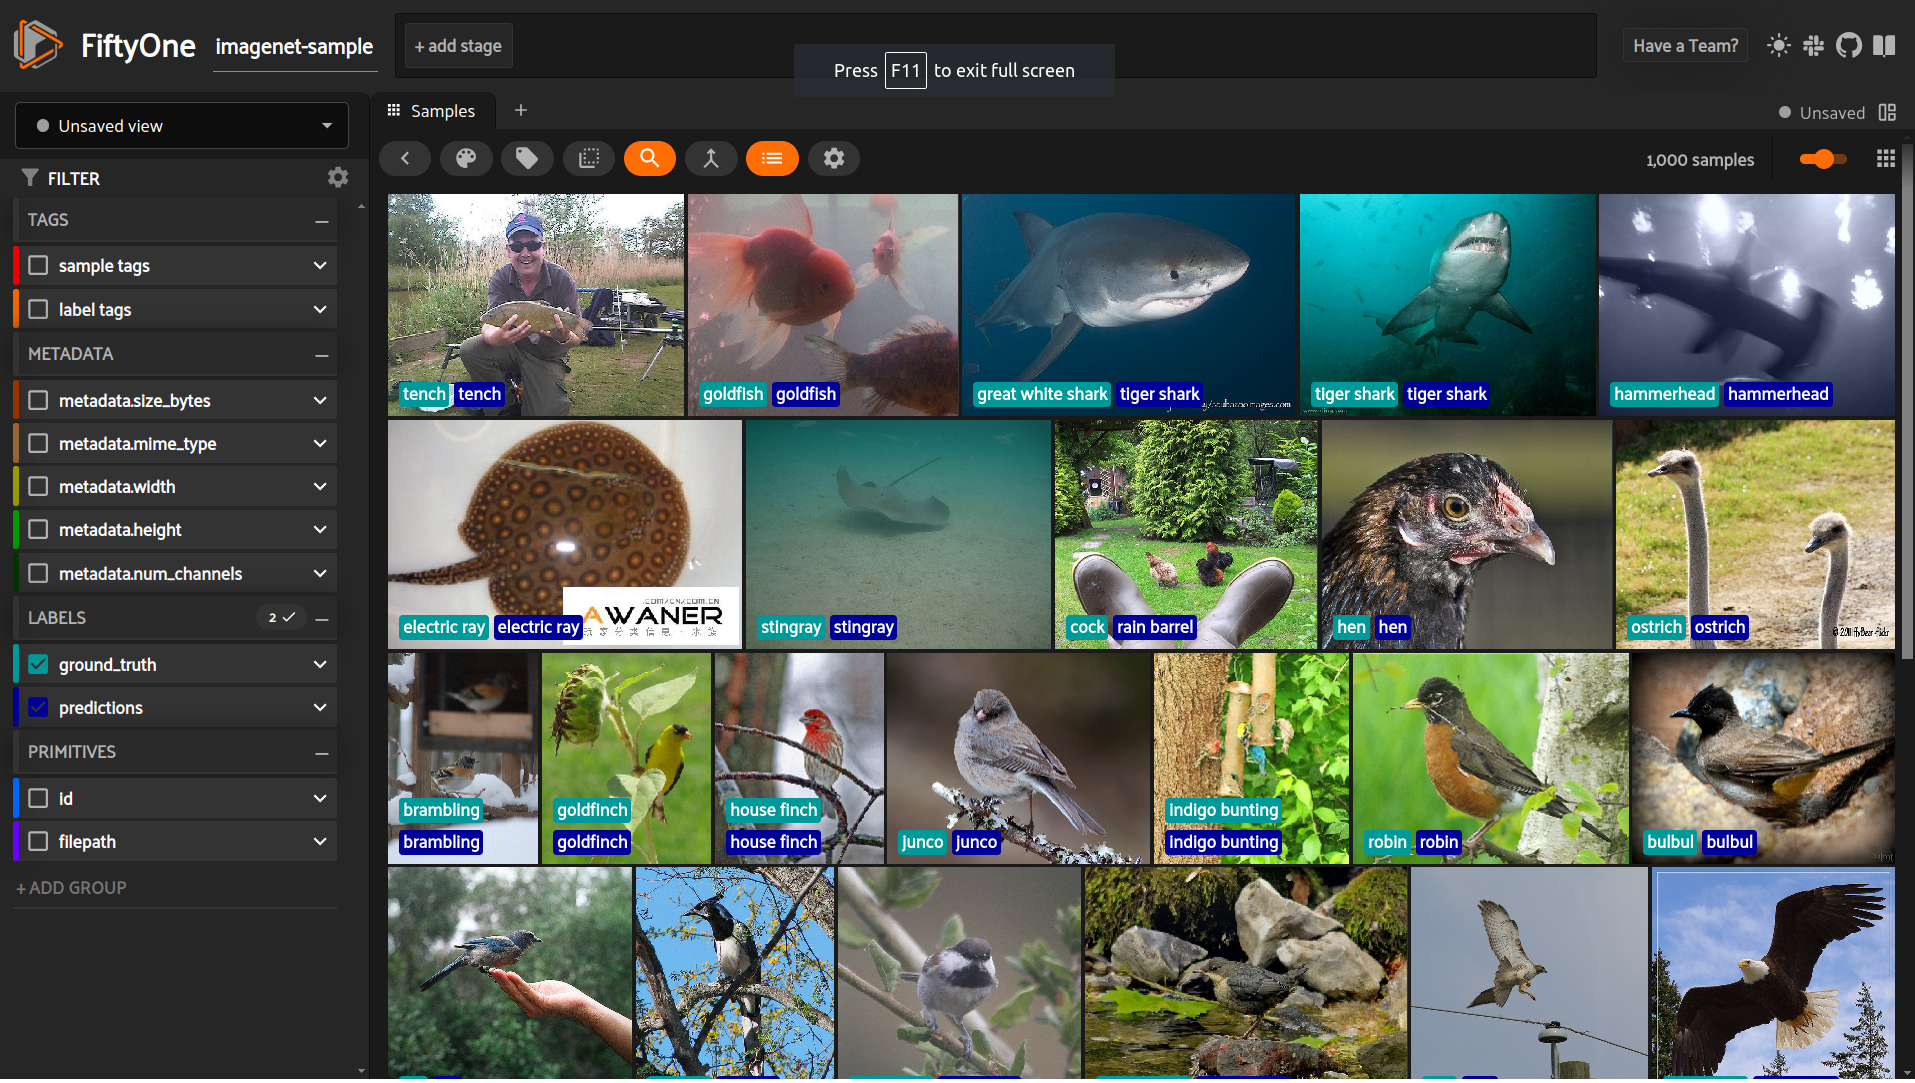 FiftyOne
imagenet-sample
+ add stage
Press F11 to exit full screen
Have a Team?
Unsaved view
Samples
+
Unsaved
FILTER
1,000 samples
TAGS
sample tags
label tags
METADATA
metadata.size_bytes
metadata.mime_type
metadata.width
metadata.height
metadata.num_channels
LABELS
2
ground_truth
predictions
PRIMITIVES
id
filepath
+ ADD GROUP
tench tench
goldfish goldfish
great white shark tiger shark
tiger shark tiger shark
hammerhead hammerhead
.COM/CN/COM.CN
AWANER
electric ray electric ray
stingray stingray
cock rain barrel
hen hen
ostrich ostrich
brambling
brambling
goldfinch
goldfinch
house finch
house finch
junco junco
indigo bunting
indigo bunting
robin robin
bulbul bulbul